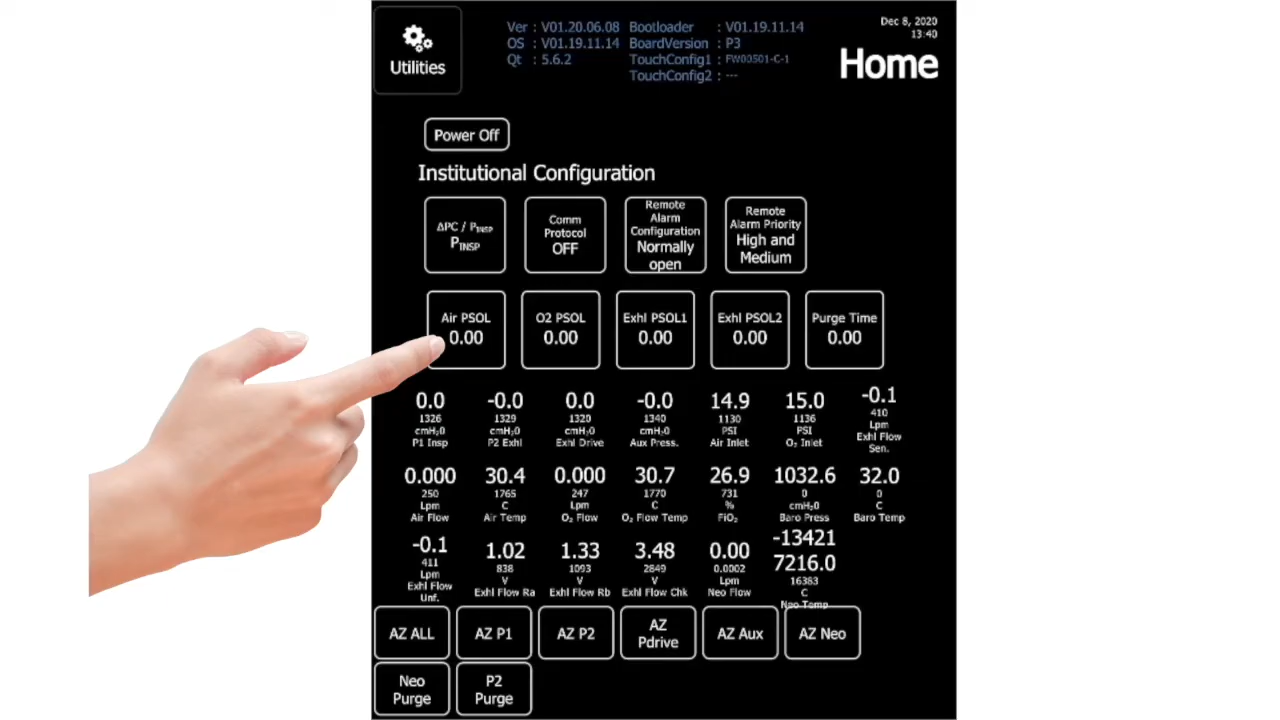 Utilities
Ver : V01.20.06.08 Bootloader : V01.19.11.14
OS : V01.19.11.14 BoardVersion : P3
Qt : 5.6.2 TouchConfig1 : FW00501-C-1
TouchConfig2 : ---
Dec 8, 2020
13:40
Home
Power Off
Institutional Configuration
ΔPC / PINSP
PINSP
Comm
Protocol
OFF
Remote
Alarm
Configuration
Normally
open
Remote
Alarm Priority
High and
Medium
Air PSOL
0.00
O2 PSOL
0.00
Exhl PSOL1
0.00
Exhl PSOL2
0.00
Purge Time
0.00
0.0
1326
cmH₂0
P1 Insp
-0.0
1329
cmH₂0
P2 Exhl
0.0
1320
cmH₂0
Exhl Drive
-0.0
1340
cmH₂0
Aux Press.
14.9
1130
PSI
Air Inlet
15.0
1136
PSI
O₂ Inlet
-0.1
410
Lpm
Exhl Flow
Sen.
0.000
250
Lpm
Air Flow
30.4
1765
C
Air Temp
0.000
247
Lpm
O₂ Flow
30.7
1770
C
O₂ Flow Temp
26.9
731
%
FiO₂
1032.6
0
cmH₂0
Baro Press
32.0
0
C
Baro Temp
-0.1
411
Lpm
Exhl Flow
Unf.
1.02
838
V
Exhl Flow Ra
1.33
1093
V
Exhl Flow Rb
3.48
2849
V
Exhl Flow Chk
0.00
0.0002
Lpm
Neo Flow
-13421
7216.0
16383
C
Neo Temp
AZ ALL
AZ P1
AZ P2
AZ
Pdrive
AZ Aux
AZ Neo
Neo
Purge
P2
Purge